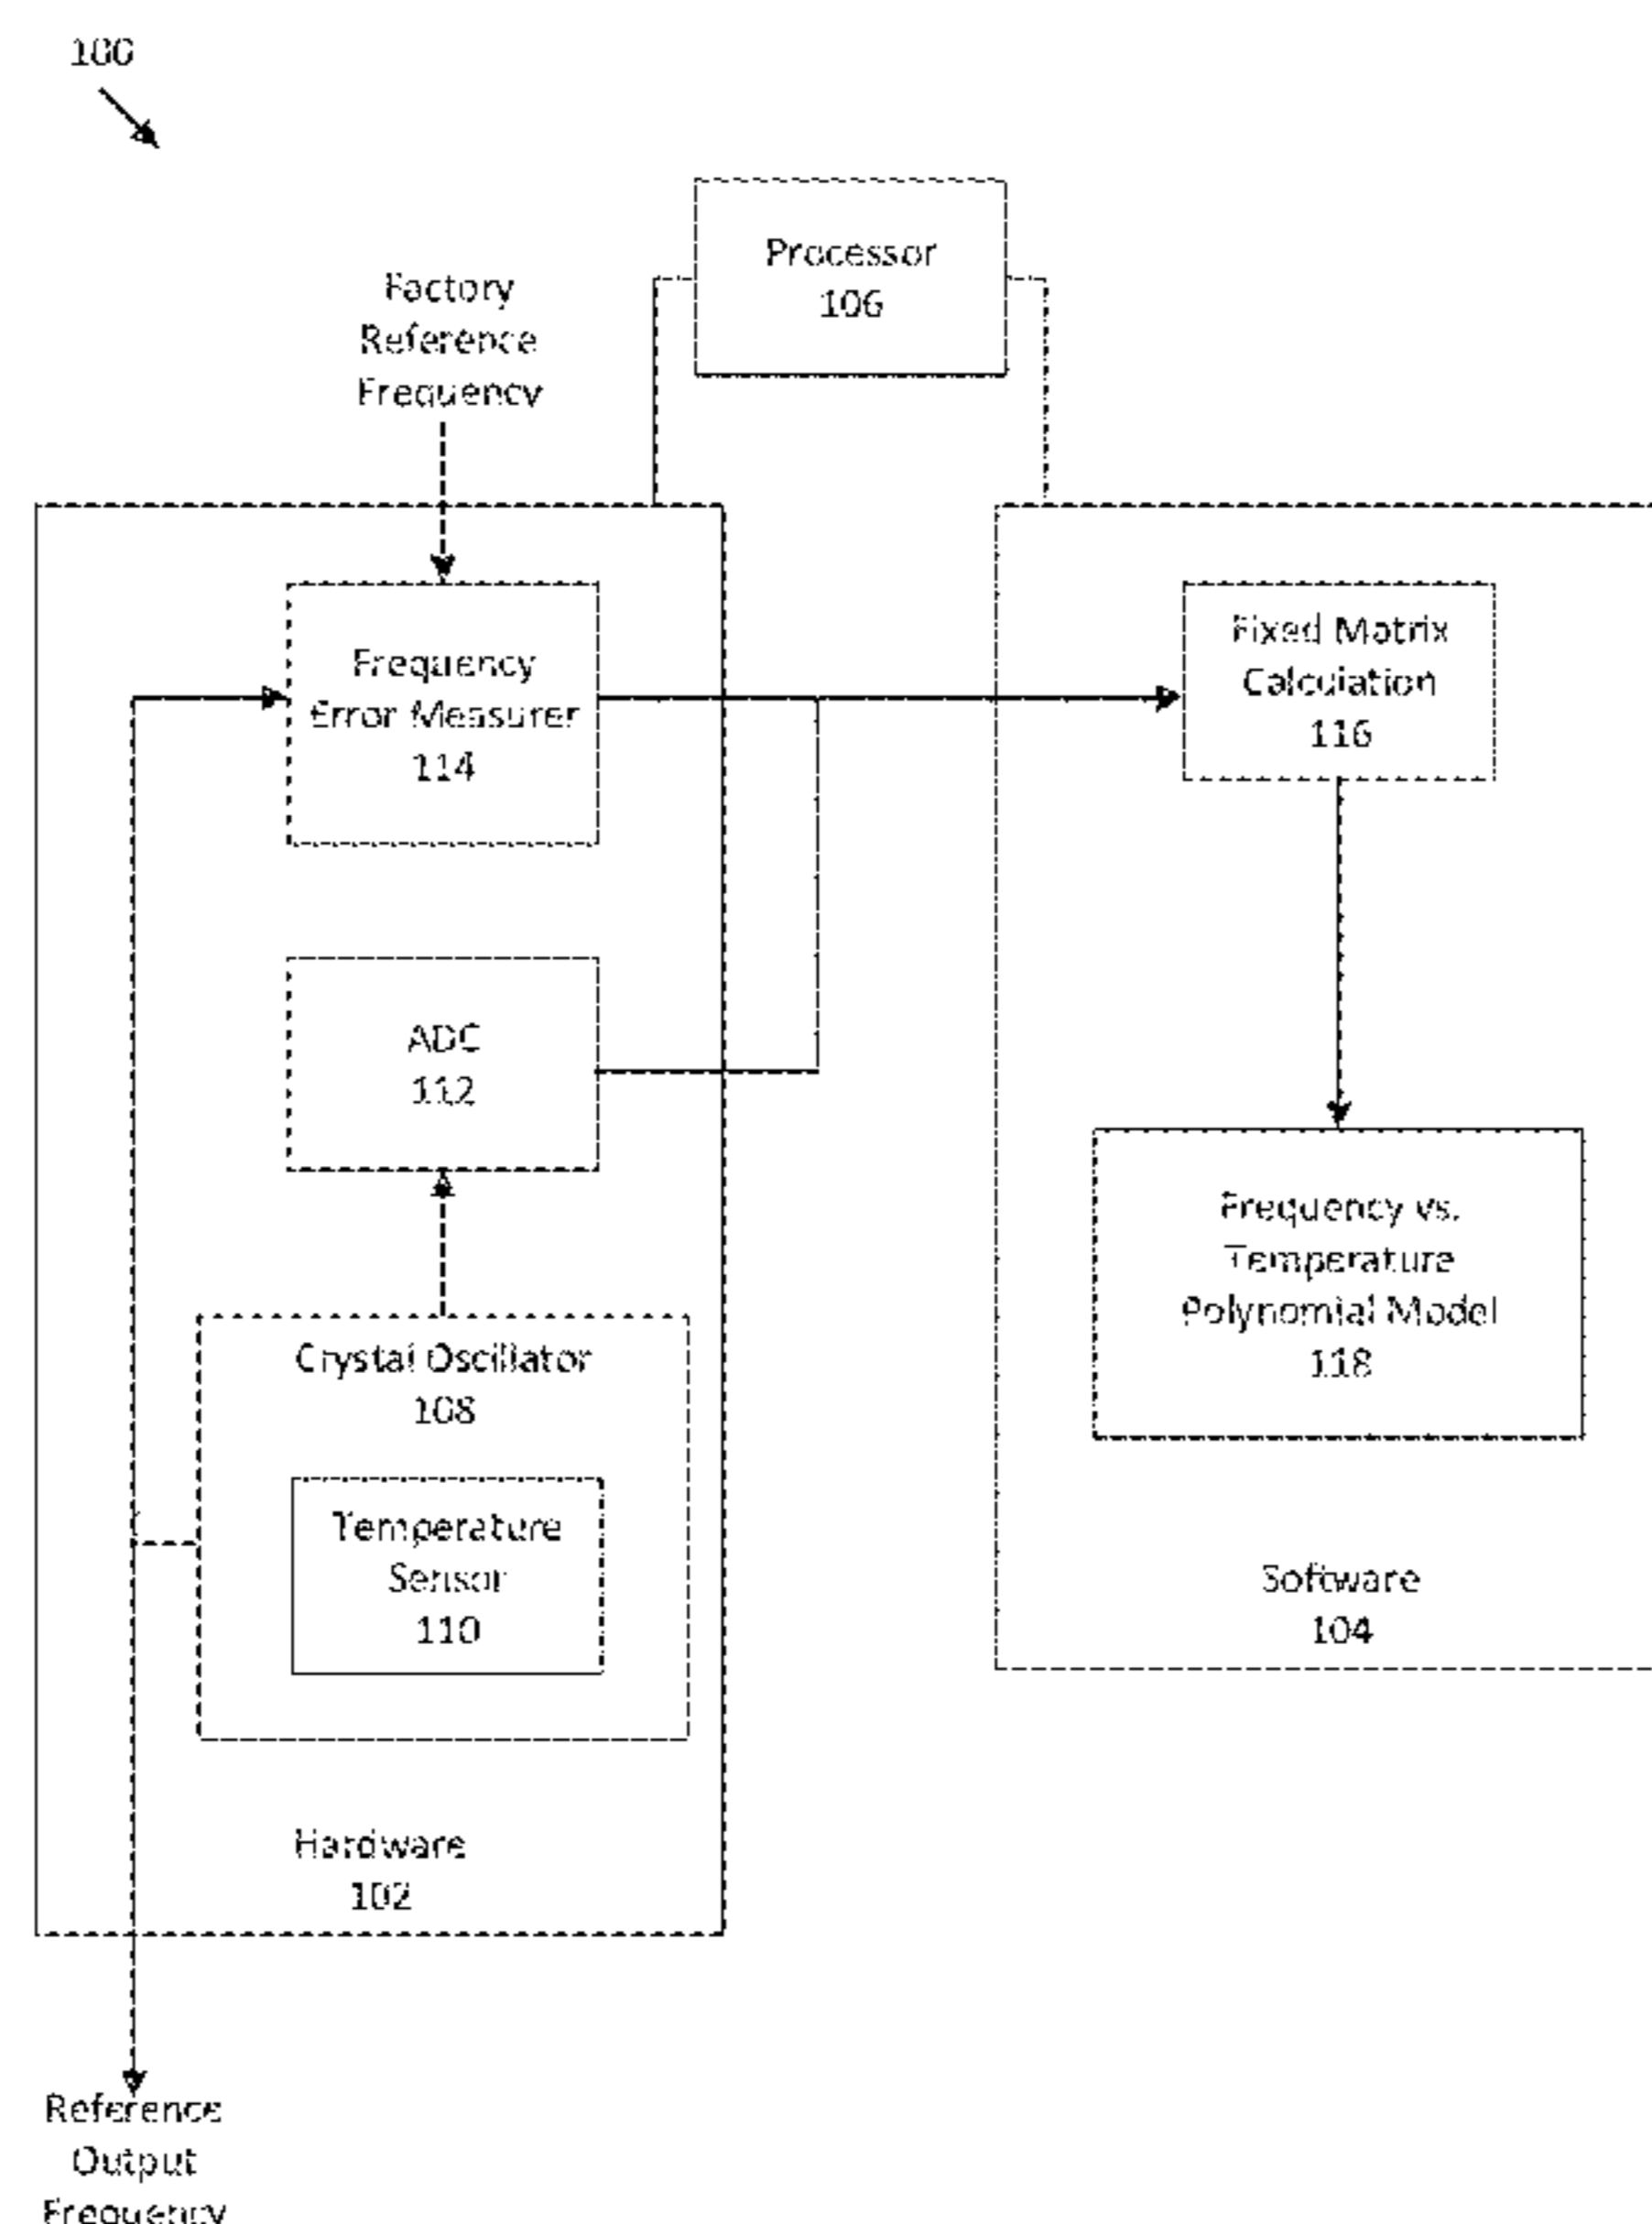 100
Processor
106
Factory
Reference
Frequency
Frequency
Error Measurer
114
Fixed Matrix
Calculation
116
ADC
112
Frequency vs.
Temperature
Polynomial Model
118
Crystal Oscillator
108
Temperature
Sensor
110
Software
104
Hardware
102
Reference
Output
Frequency